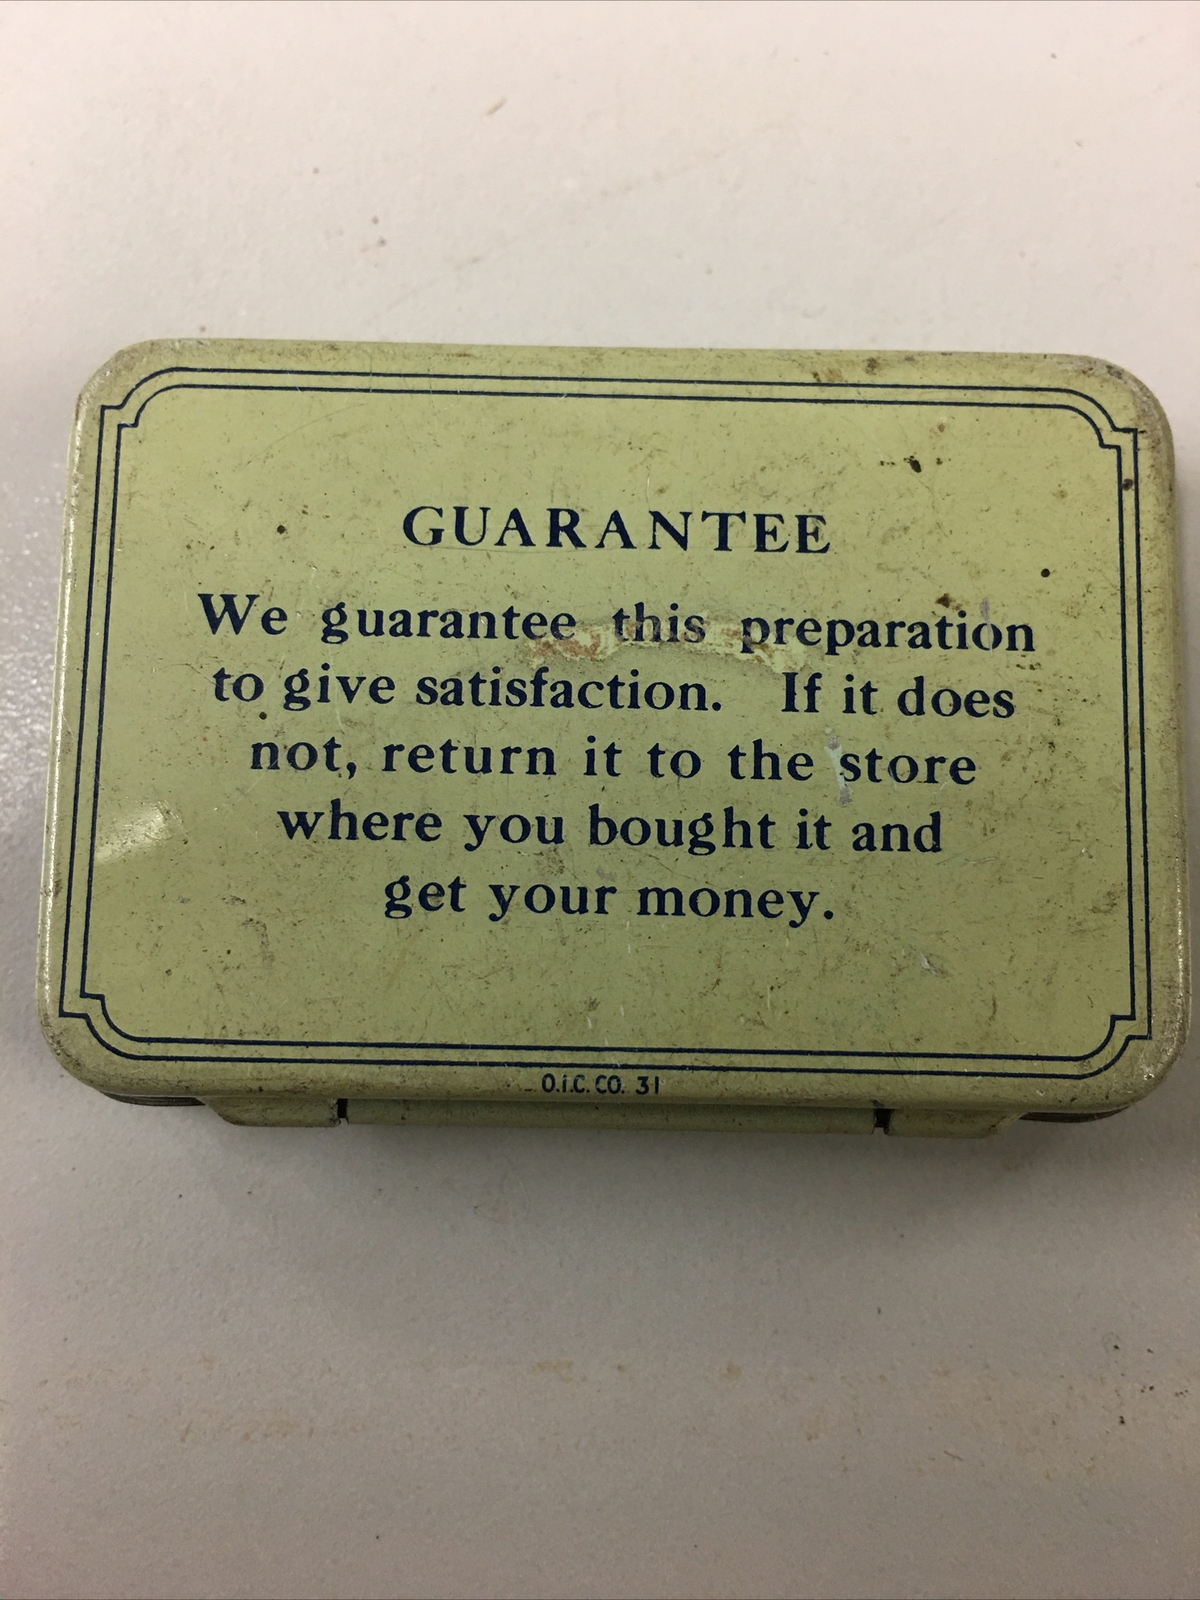 GUARANTEE
We guarantee this preparation
to give satisfaction. If it does
not, return it to the store
where you bought it and
get your money.
O.I.C. CO. 31